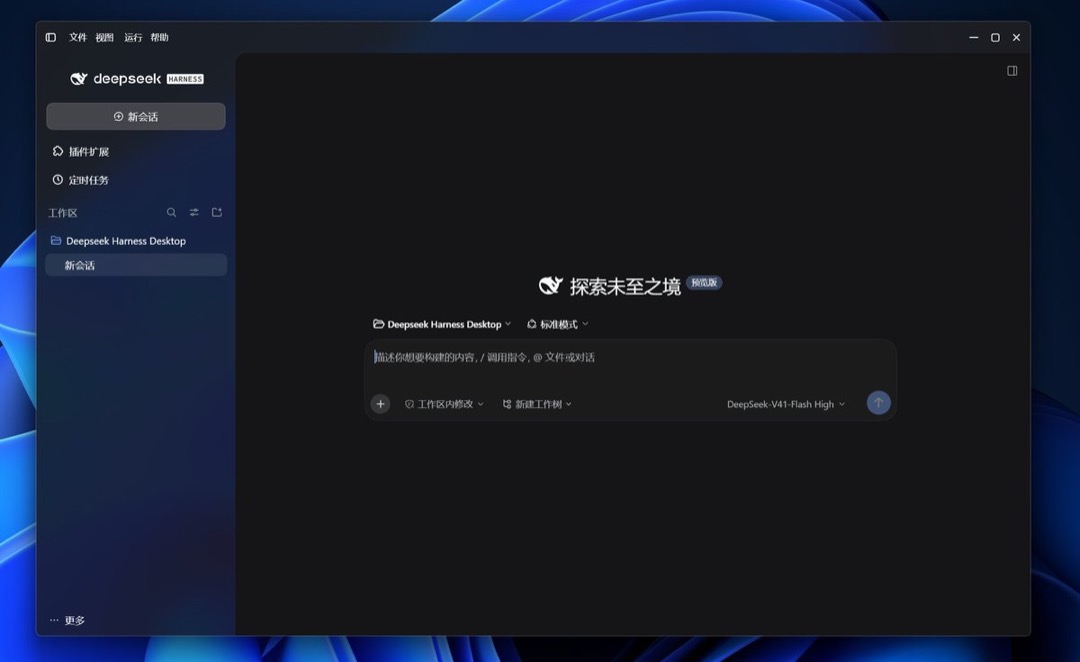 文件 视图 运行 帮助
deepseek HARNESS
新会话
插件扩展
定时任务
工作区
Deepseek Harness Desktop
新会话
探索未至之境 预览版
Deepseek Harness Desktop 标准模式
描述你想要构建的内容, / 调用指令, @ 文件或对话
工作区内修改 新建工作树 DeepSeek-V41-Flash High
更多